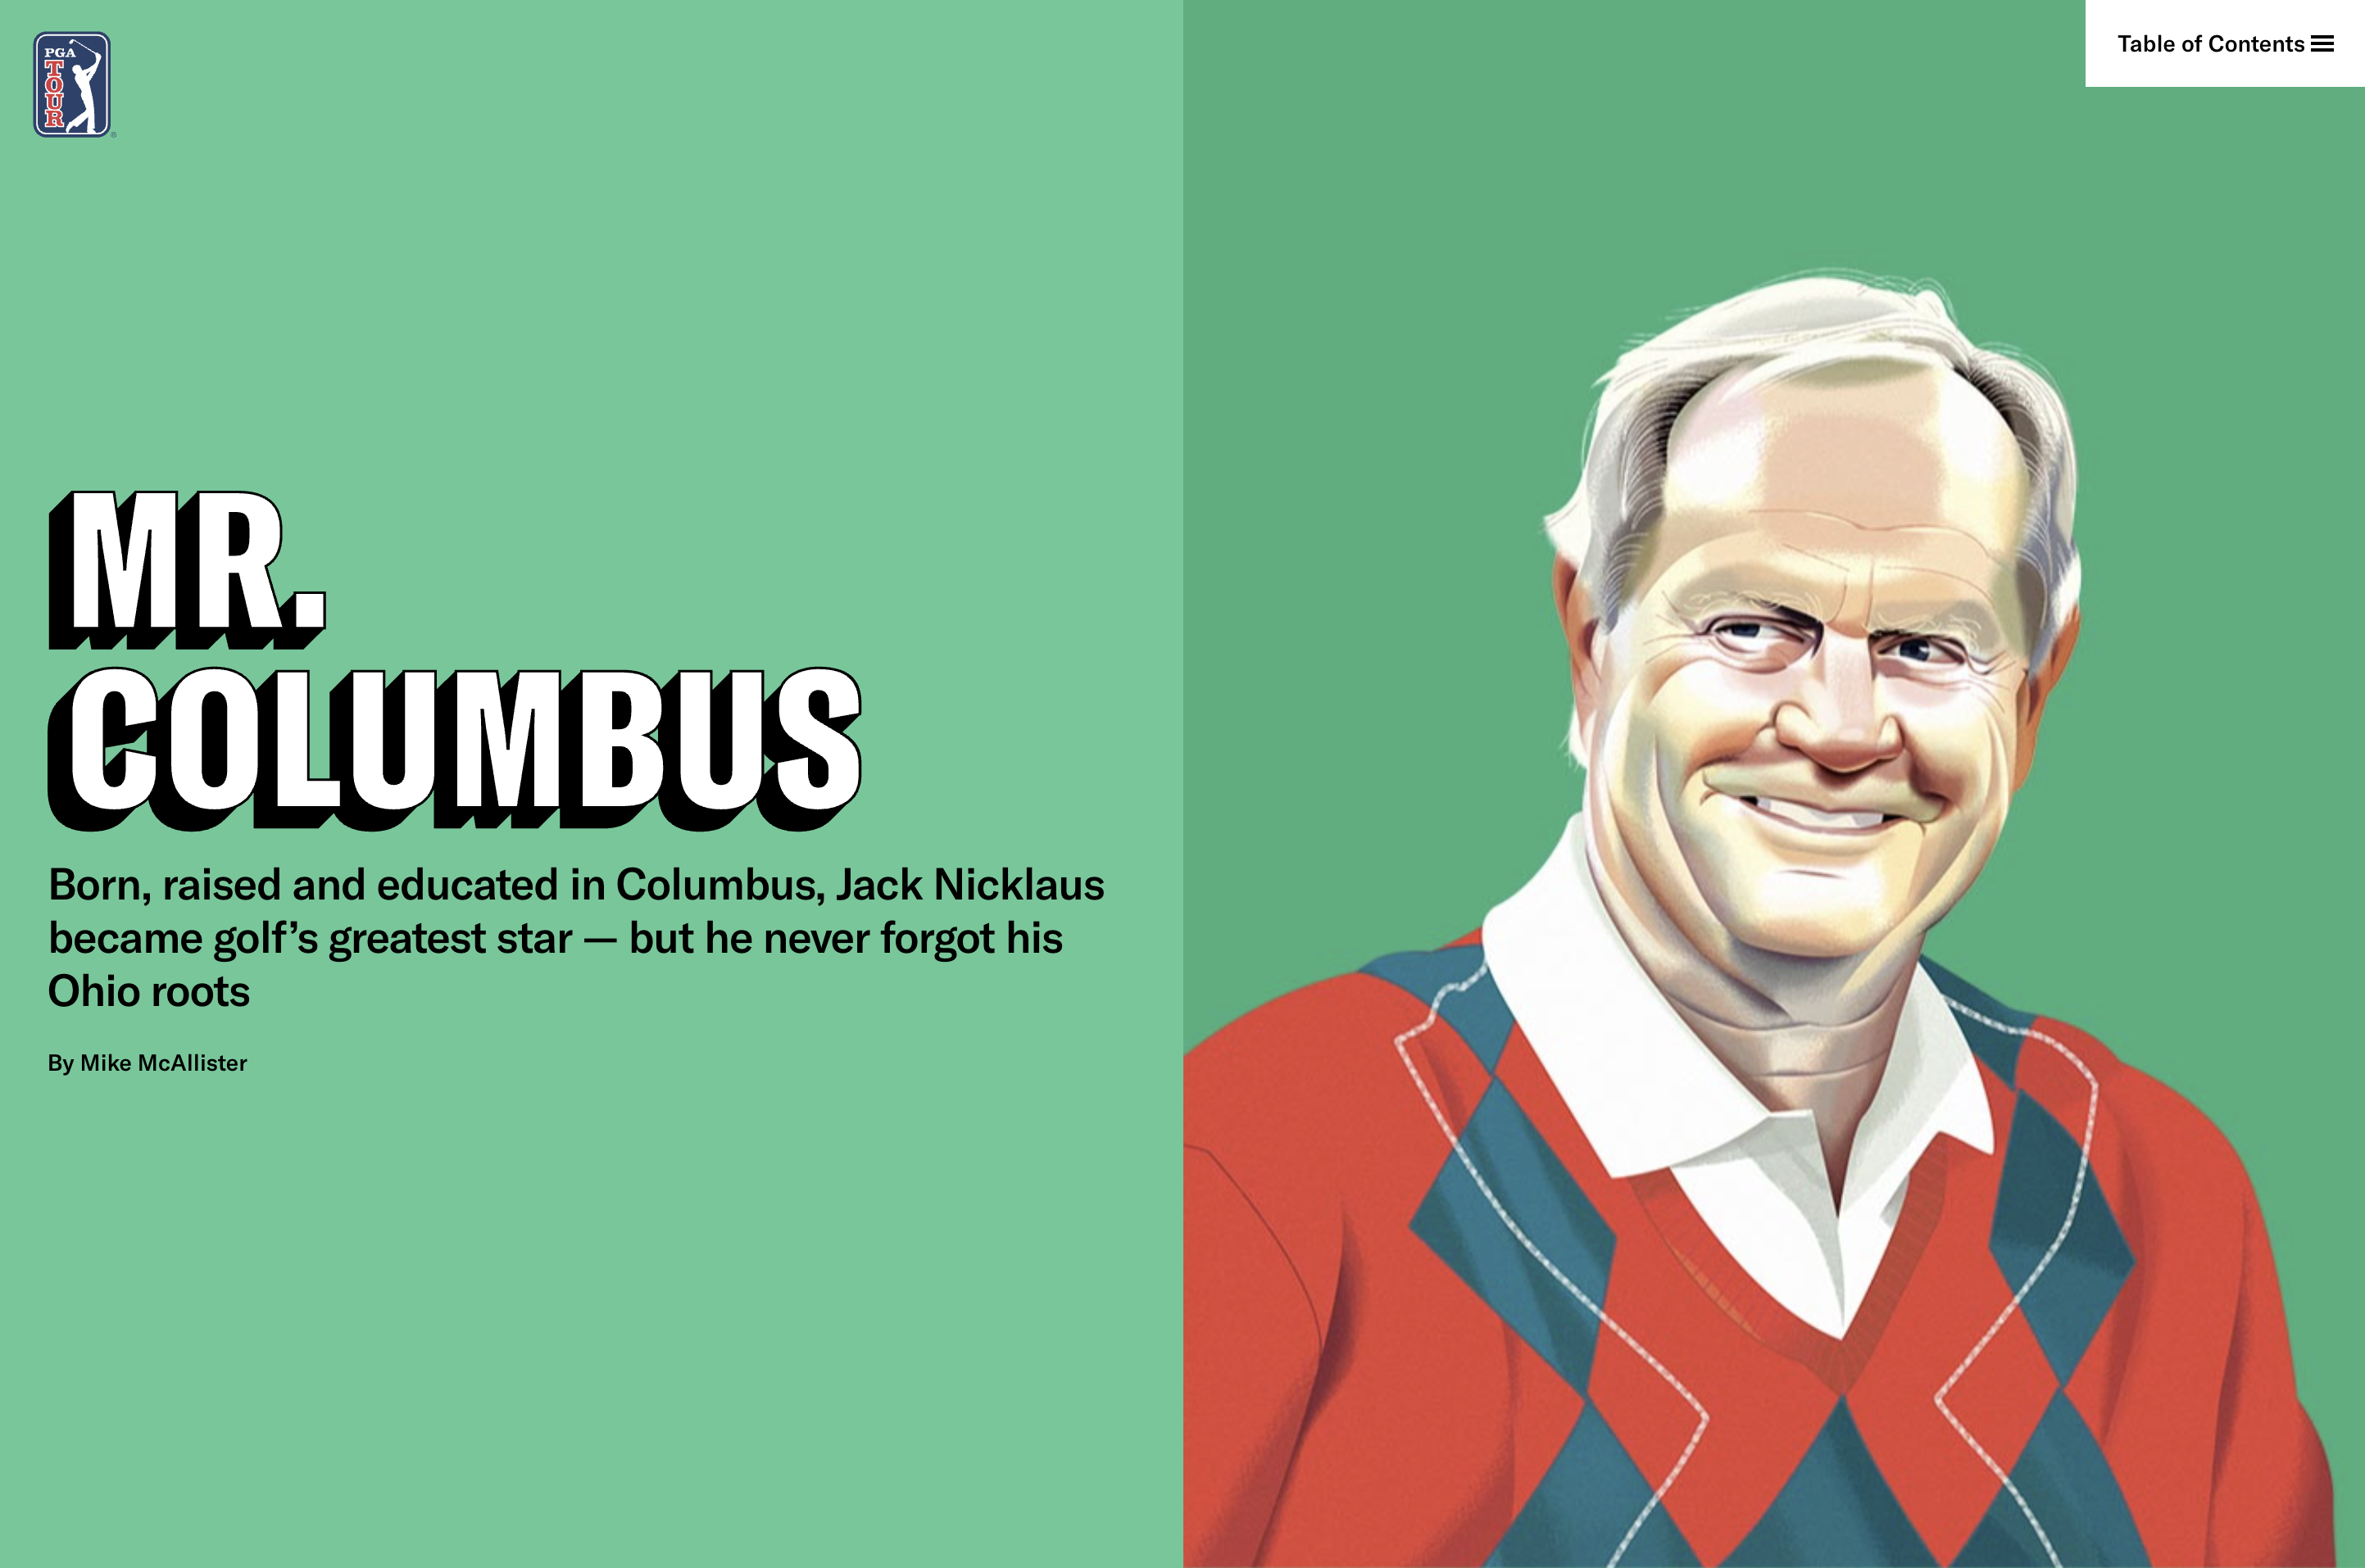 PGA
TOUR
Table of Contents
MR.
COLUMBUS
Born, raised and educated in Columbus, Jack Nicklaus
became golf’s greatest star — but he never forgot his
Ohio roots
By Mike McAllister